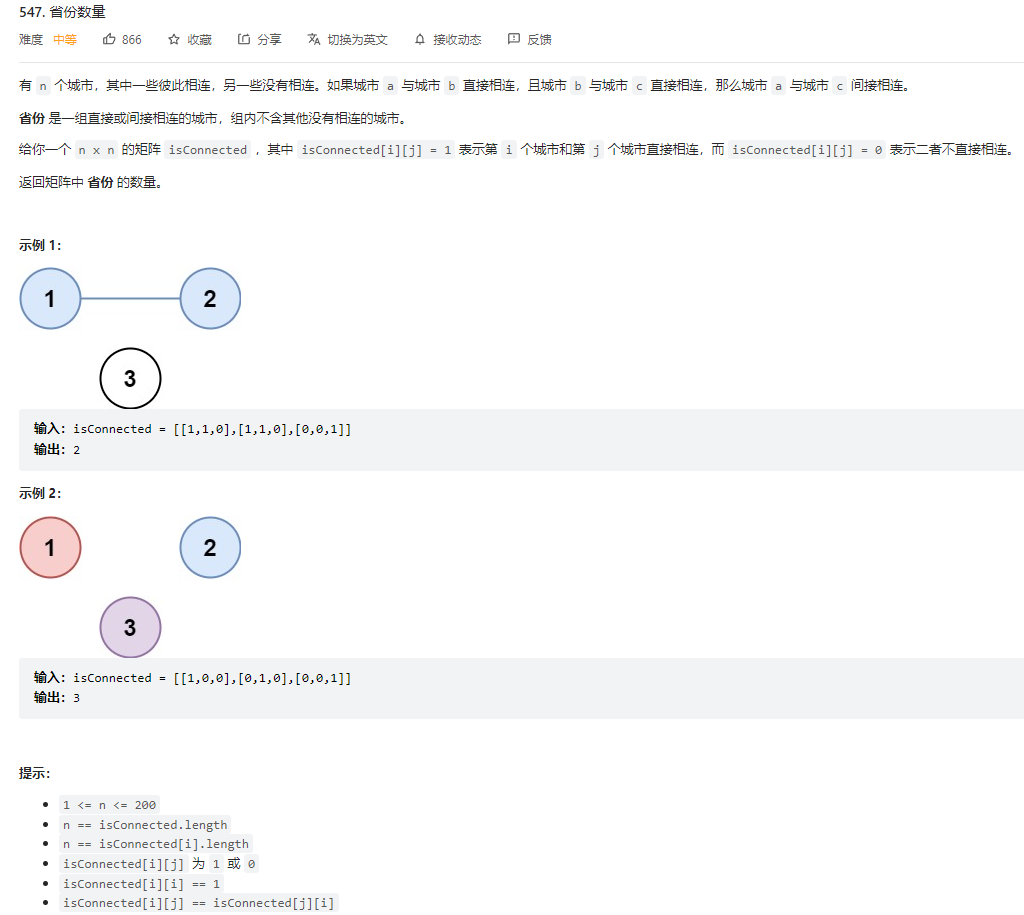 547. 省份数量
难度 中等 866 收藏 分享 切换为英文 接收动态 反馈
有 n 个城市，其中一些彼此相连，另一些没有相连。如果城市 a 与城市 b 直接相连，且城市 b 与城市 c 直接相连，那么城市 a 与城市 c 间接相连。
省份 是一组直接或间接相连的城市，组内不含其他没有相连的城市。
给你一个 n x n 的矩阵 isConnected ，其中 isConnected[i][j] = 1 表示第 i 个城市和第 j 个城市直接相连，而 isConnected[i][j] = 0 表示二者不直接相连。
返回矩阵中 省份 的数量。
示例 1：
1 2
3
输入：isConnected = [[1,1,0],[1,1,0],[0,0,1]]
输出：2
示例 2：
1 2
3
输入：isConnected = [[1,0,0],[0,1,0],[0,0,1]]
输出：3
提示：
1 <= n <= 200
n == isConnected.length
n == isConnected[i].length
isConnected[i][j] 为 1 或 0
isConnected[i][i] == 1
isConnected[i][j] == isConnected[j][i]